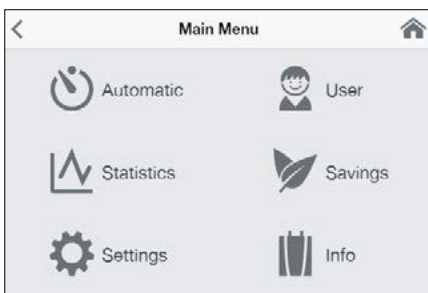 Main Menu
Automatic
User
Statistics
Savings
Settings
Info